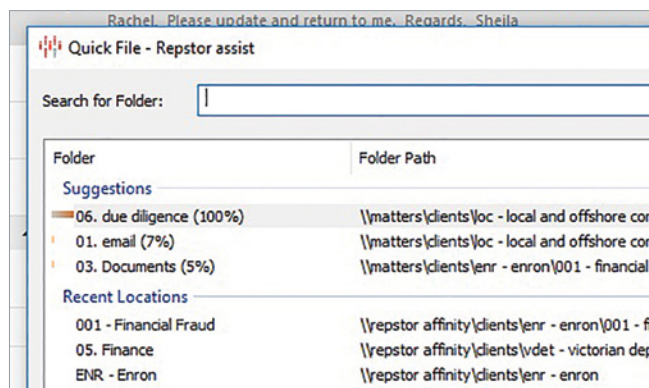 Rachel, Please update and return to me. Regards, Sheila
Quick File - Repstor assist
Search for Folder:
Folder Folder Path
Suggestions
06. due diligence (100%) \\matters\clients\loc - local and offshore cor
01. email (7%) \\matters\clients\loc - local and offshore cor
03. Documents (5%) \\matters\clients\enr - enron\001 - financial
Recent Locations
001 - Financial Fraud \\repstor affinity\clients\enr - enron\001 - f
05. Finance \\repstor affinity\clients\vdet - victorian dep
ENR - Enron \\repstor affinity\clients\enr - enron